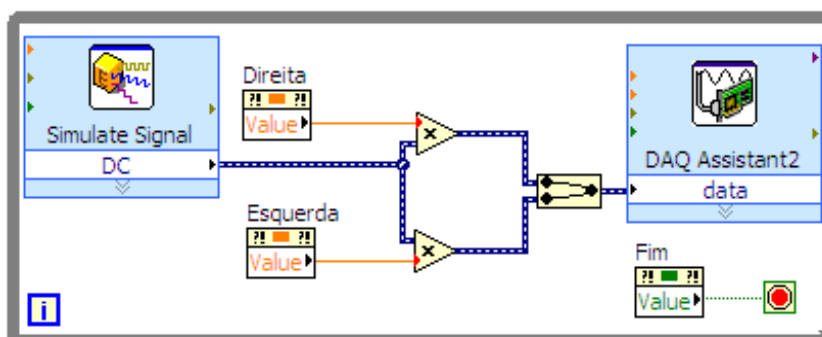 Simulate Signal
DC
Direita
?! ?!
Value
Esquerda
?! ?!
Value
DAQ Assistant2
data
Fim
?! ?!
Value
i